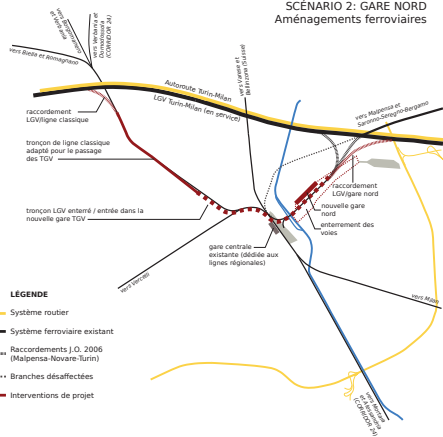 SCÉNARIO 2: GARE NORD
Aménagements ferroviaires
vers Borgomanero
et Verbania
vers Verbania et
Domodossola
(CORRIDOR 24)
vers Biella et Romagnano
Autoroute Turin-Milan
LGV Turin-Milan (en service)
vers Malpensa et
Saronno-Seregno-Bergamo
raccordement
LGV/ligne classique
tronçon de ligne classique
adapté pour le passage
des TGV
raccordement
LGV/gare nord
nouvelle gare
nord
enterrement des
voies
tronçon LGV enterré / entrée dans la
nouvelle gare TGV
gare centrale
existante (dédiée aux
lignes régionales)
vers Vercelli
vers Milan
LÉGENDE
Système routier
Système ferroviaire existant
Raccordements J.O. 2006
(Malpensa-Novare-Turin)
Branches désaffectées
Interventions de projet
vers Mortara
et Alessandria
(CORRIDOR 24)